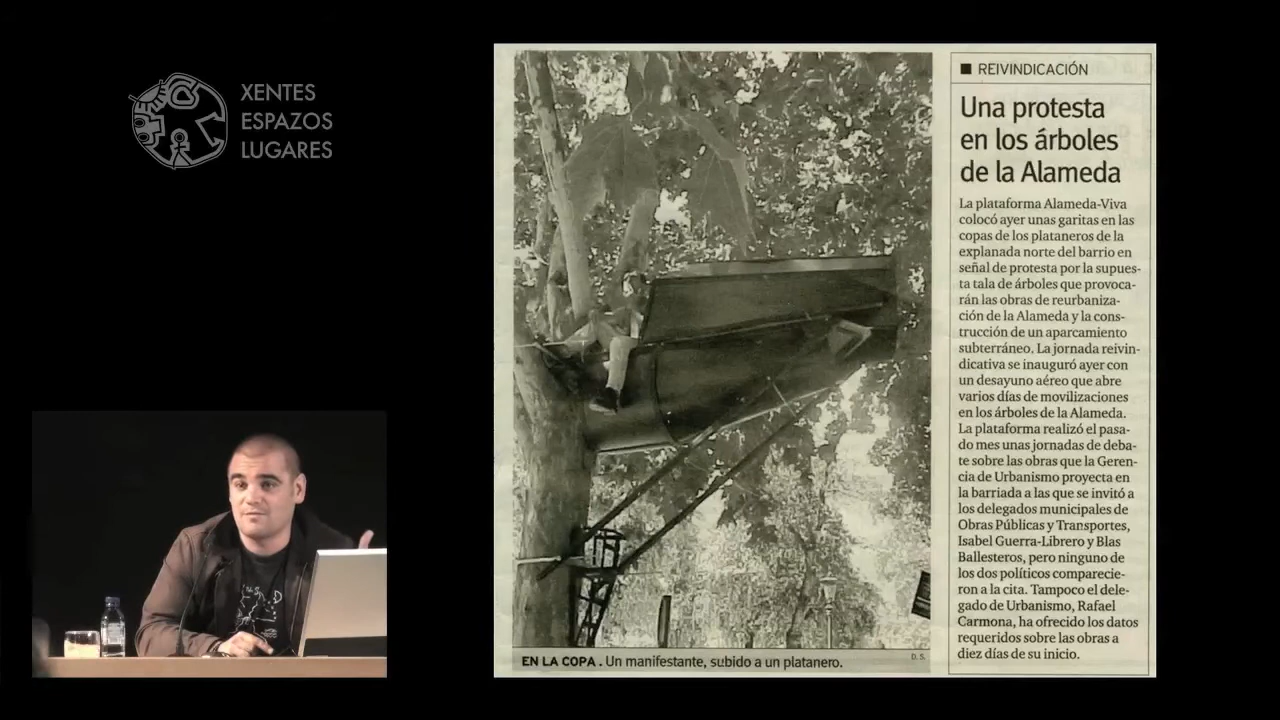 XENTES
ESPAZOS
LUGARES
REIVINDICACIÓN
Una protesta
en los árboles
de la Alameda
La plataforma Alameda-Viva
colocó ayer unas garitas en las
copas de los plataneros de la
explanada norte del barrio en
señal de protesta por la supues-
ta tala de árboles que provoca-
rán las obras de reurbaniza-
ción de la Alameda y la cons-
trucción de un aparcamiento
subterráneo. La jornada reivin-
dicativa se inauguró ayer con
un desayuno aéreo que abre
varios días de movilizaciones
en los árboles de la Alameda.
La plataforma realizó el pasa-
do mes unas jornadas de deba-
te sobre las obras que la Geren-
cia de Urbanismo proyecta en
la barriada a las que se invitó a
los delegados municipales de
Obras Públicas y Transportes,
Isabel Guerra-Librero y Blas
Ballesteros, pero ninguno de
los dos políticos comparecie-
ron a la cita. Tampoco el dele-
gado de Urbanismo, Rafael
Carmona, ha ofrecido los datos
requeridos sobre las obras a
diez días de su inicio.
D. S.
EN LA COPA. Un manifestante, subido a un platanero.